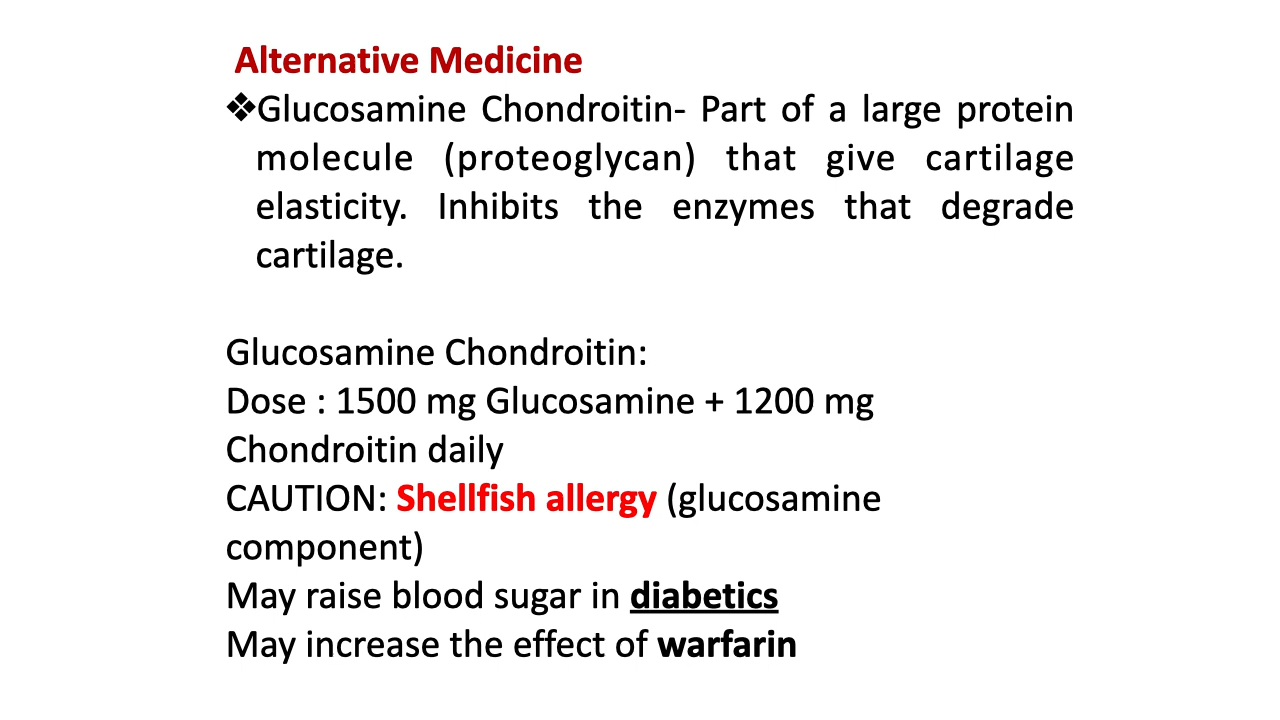 Alternative Medicine
❖Glucosamine Chondroitin- Part of a large protein
molecule (proteoglycan) that give cartilage
elasticity. Inhibits the enzymes that degrade
cartilage.
Glucosamine Chondroitin:
Dose : 1500 mg Glucosamine + 1200 mg
Chondroitin daily
CAUTION: Shellfish allergy (glucosamine
component)
May raise blood sugar in diabetics
May increase the effect of warfarin